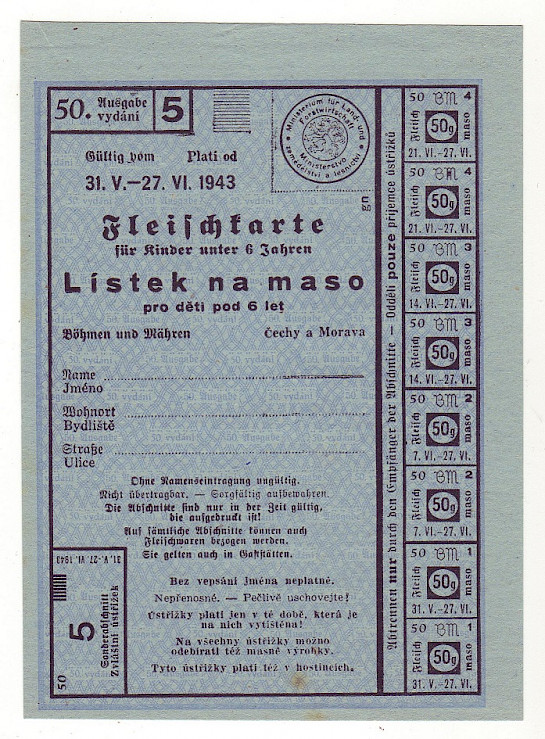 50. Ausgabe
vydání
5
Ministerium für Land- und
Forstwirtschaft
Ministerstvo
zemědělství a lesnictví
Gültig vom Platí od
31. V.–27. VI. 1943
gn
Fleischkarte
für Kinder unter 6 Jahren
Lístek na maso
pro děti pod 6 let
Böhmen und Mähren Čechy a Morava
Name
Jméno
Wohnort
Bydliště
Straße
Ulice
Ohne Namenseintragung ungültig.
Nicht übertragbar. — Sorgfältig aufbewahren.
Die Abschnitte sind nur in der Zeit gültig,
die aufgedruckt ist!
Auf sämtliche Abschnitte können auch
Fleischwaren bezogen werden.
Sie gelten auch in Gaststätten.
Bez vepsání jména neplatné.
Nepřenosné. — Pečlivě uschovejte!
Ústřižky platí jen v té době, která je
na nich vytištěna!
Na všechny ústřižky možno
odebírati též masné výrobky.
Tyto ústřižky platí též v hostincích.
31. V.-27. VI. 1943
5
Sonderabschnitt
Zvláštní ústřižek
50
Abtrennen nur durch den Empfänger der Abschnitte — Oddělí pouze příjemce ústřižků
50 BM 4
Fleisch 50g maso
21. VI.–27. VI.
50 BM 4
Fleisch 50g maso
21. VI.–27. VI.
50 BM 3
Fleisch 50g maso
14. VI.–27. VI.
50 BM 3
Fleisch 50g maso
14. VI.–27. VI.
50 BM 2
Fleisch 50g maso
7. VI.–27. VI.
50 BM 2
Fleisch 50g maso
7. VI.–27. VI.
50 BM 1
Fleisch 50g maso
31. V.–27. VI.
50 BM 1
Fleisch 50g maso
31. V.–27. VI.